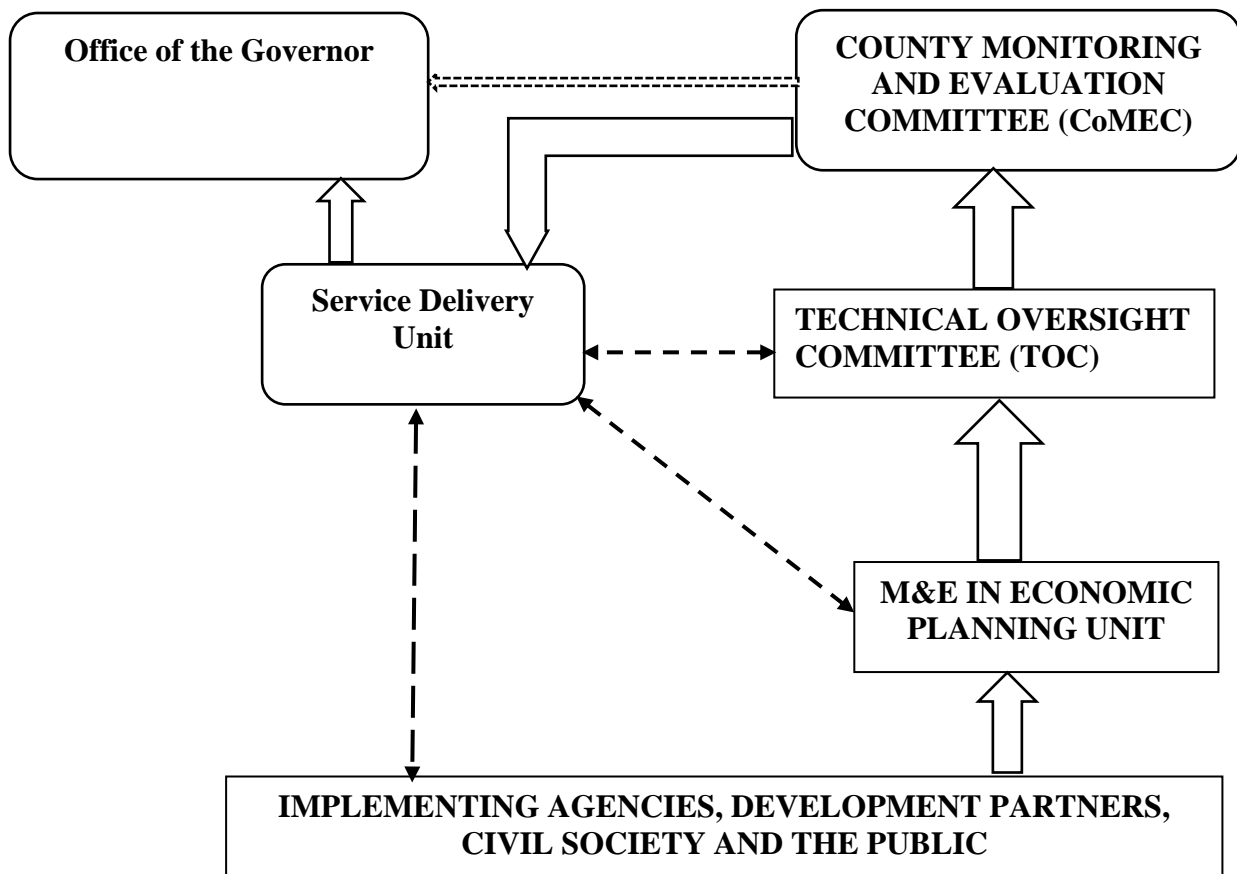 Office of the Governor
COUNTY MONITORING
AND EVALUATION
COMMITTEE (CoMEC)
Service Delivery
Unit
TECHNICAL OVERSIGHT
COMMITTEE (TOC)
M&E IN ECONOMIC
PLANNING UNIT
IMPLEMENTING AGENCIES, DEVELOPMENT PARTNERS,
CIVIL SOCIETY AND THE PUBLIC